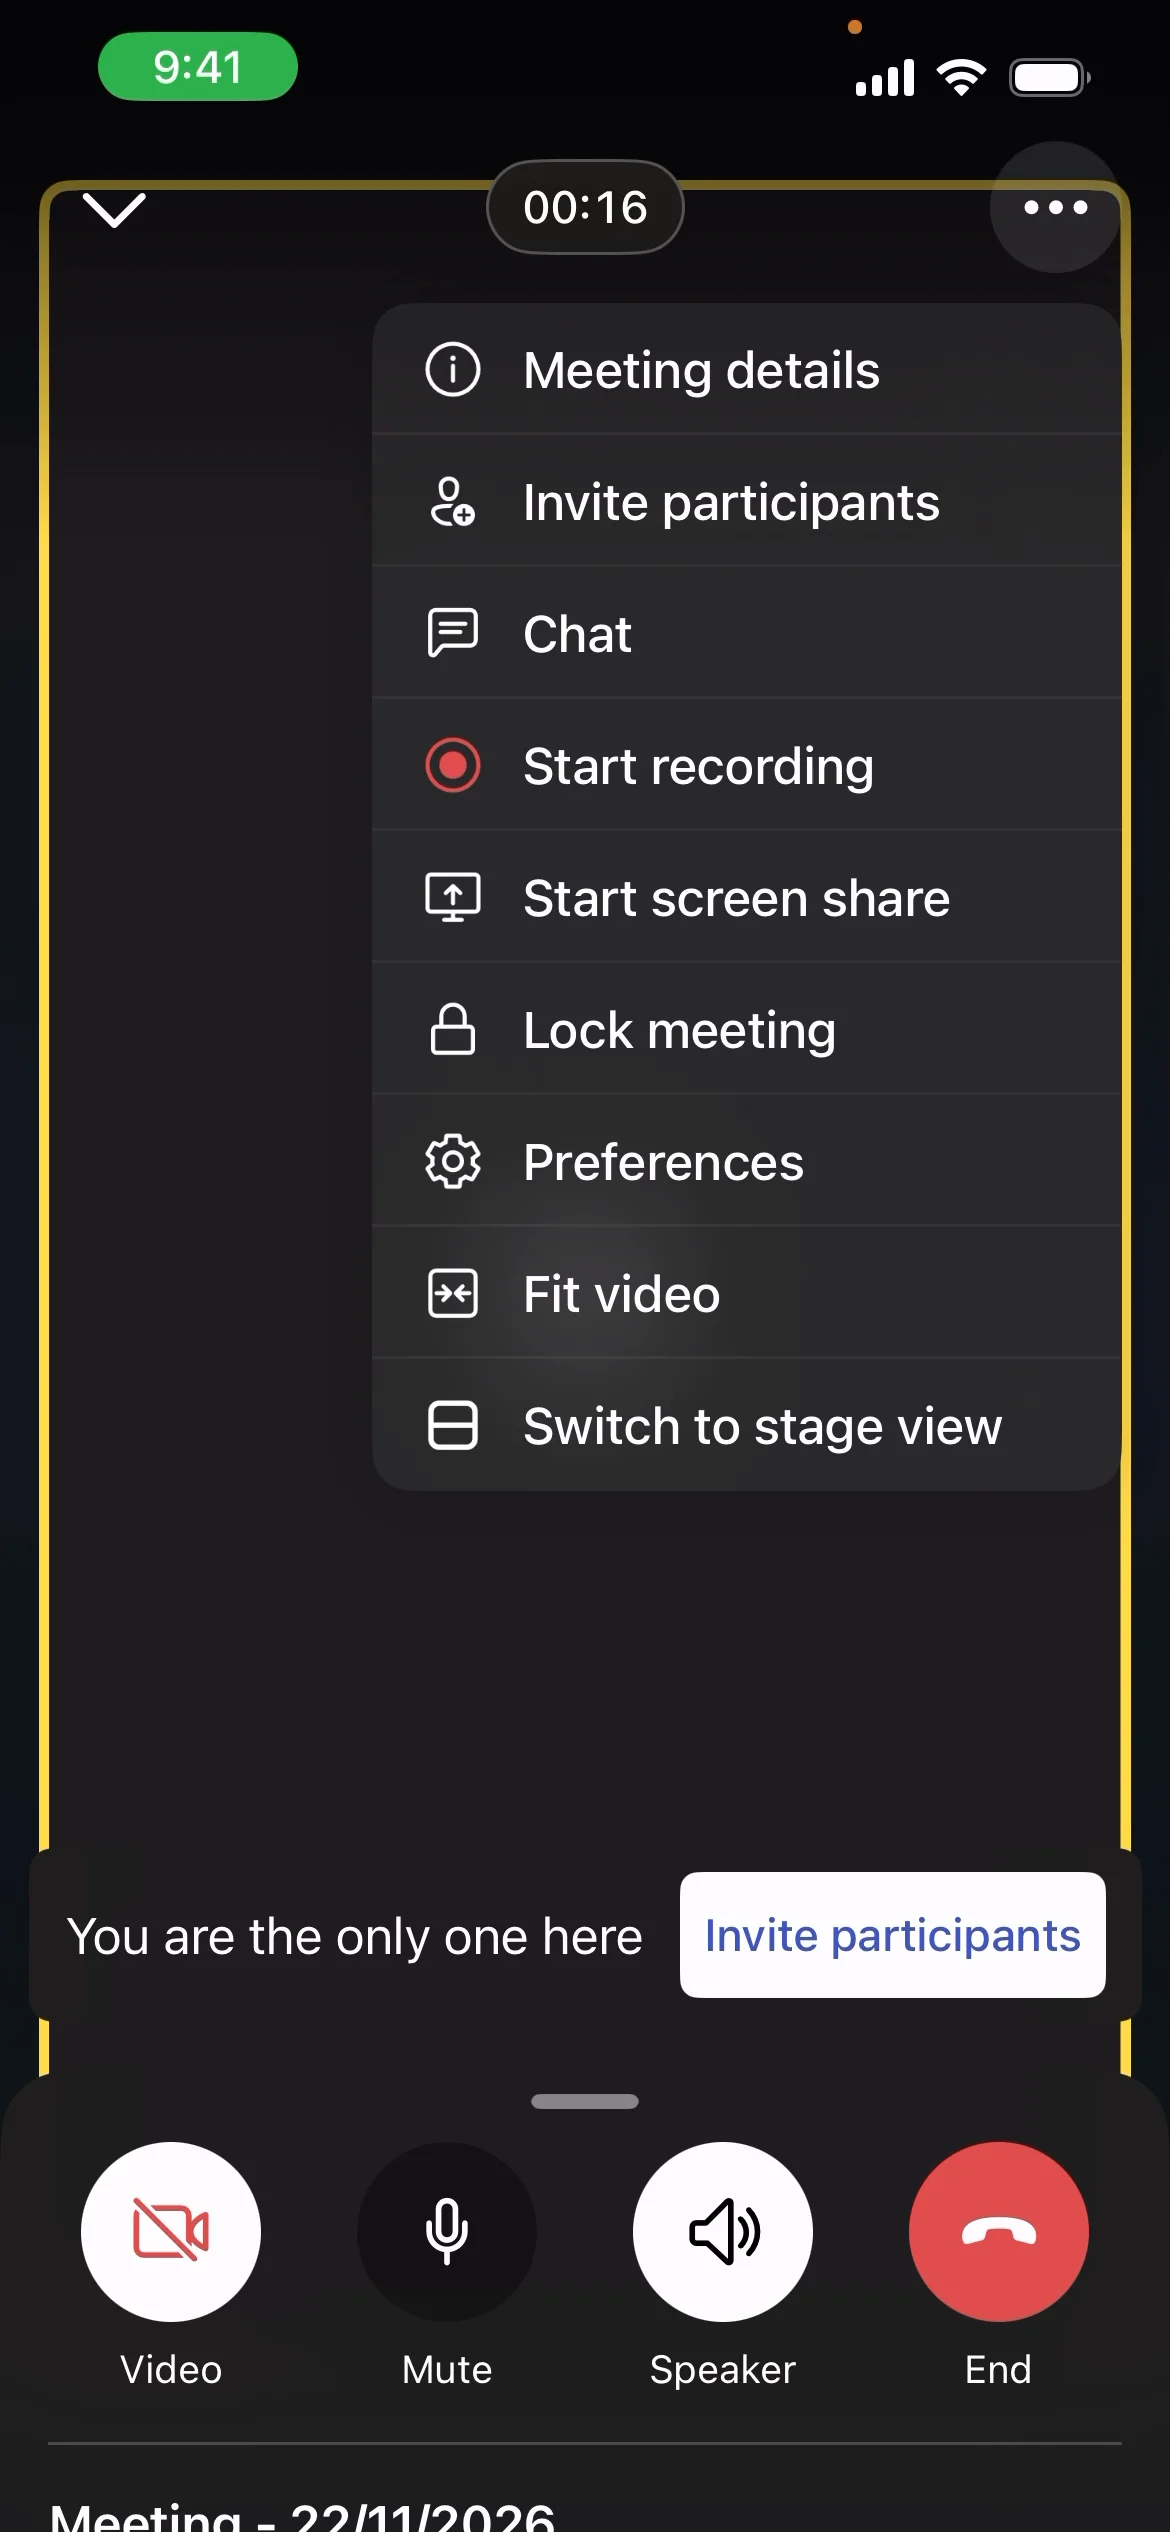 9:41
00:16
Meeting details
Invite participants
Chat
Start recording
Start screen share
Lock meeting
Preferences
Fit video
Switch to stage view
You are the only one here
Invite participants
Video
Mute
Speaker
End
Meeting - 22/11/2026